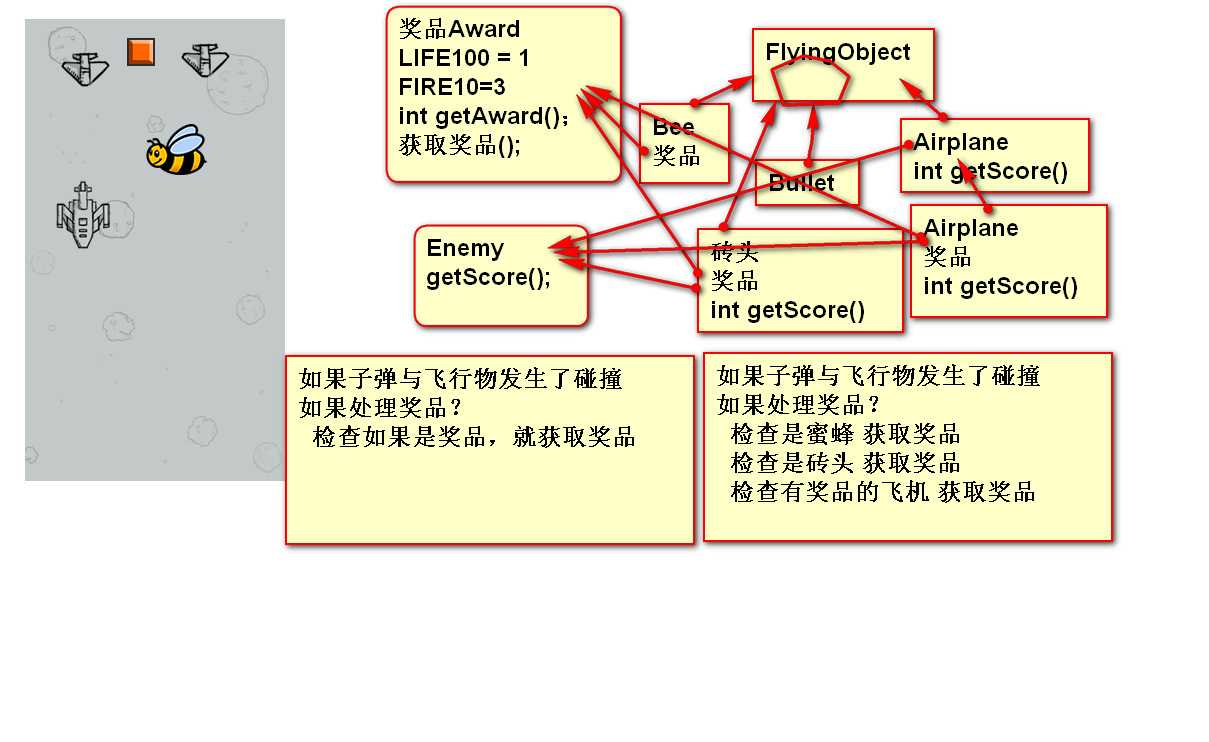 奖品Award
LIFE100 = 1
FIRE10=3
int getAward();
获取奖品();
FlyingObject
Bee
奖品
Bullet
Airplane
int getScore()
Enemy
getScore();
砖头
奖品
int getScore()
Airplane
奖品
int getScore()
如果子弹与飞行物发生了碰撞
如果处理奖品?
检查如果是奖品，就获取奖品
如果子弹与飞行物发生了碰撞
如果处理奖品?
检查是蜜蜂 获取奖品
检查是砖头 获取奖品
检查有奖品的飞机 获取奖品